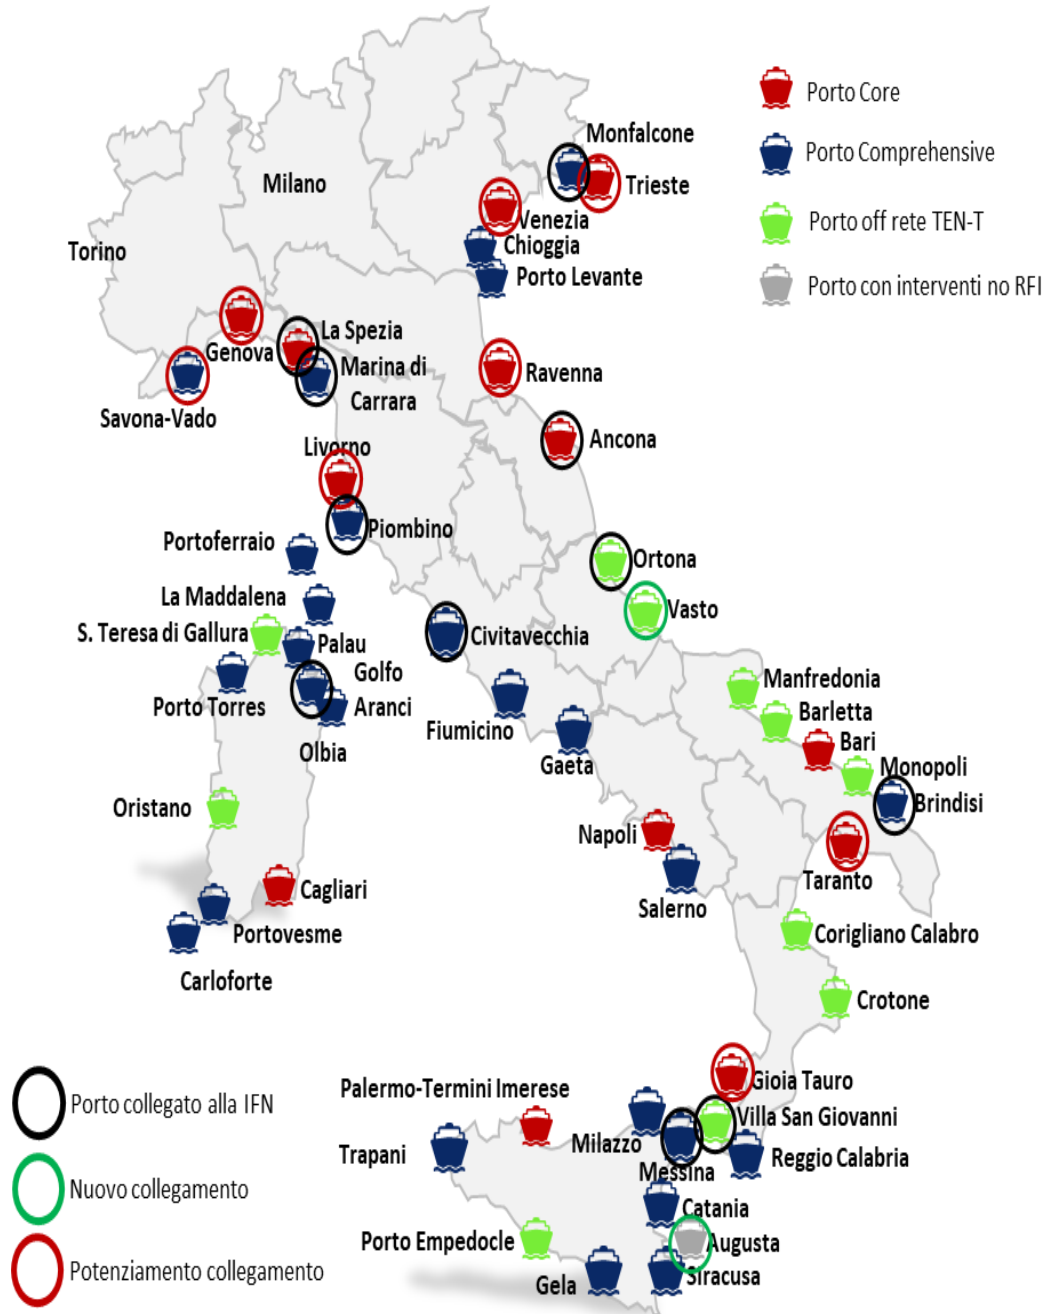 Porto Core
Monfalcone
Porto Comprehensive
Milano
Trieste
Venezia
Porto off rete TEN-T
Torino
Chioggia
Porto Levante
Porto con interventi no RFI
La Spezia
Genova
Marina di
Carrara
Ravenna
Savona-Vado
Ancona
Livorno
Piombino
Portoferraio
Ortona
La Maddalena
Vasto
S. Teresa di Gallura
Palau
Civitavecchia
Golfo
Aranci
Manfredonia
Porto Torres
Barletta
Fiumicino
Bari
Olbia
Gaeta
Monopoli
Brindisi
Oristano
Napoli
Taranto
Cagliari
Salerno
Portovesme
Corigliano Calabro
Carloforte
Crotone
Gioia Tauro
Palermo-Termini Imerese
Porto collegato alla IFN
Villa San Giovanni
Milazzo
Trapani
Reggio Calabria
Messina
Nuovo collegamento
Catania
Porto Empedocle
Augusta
Potenziamento collegamento
Siracusa
Gela